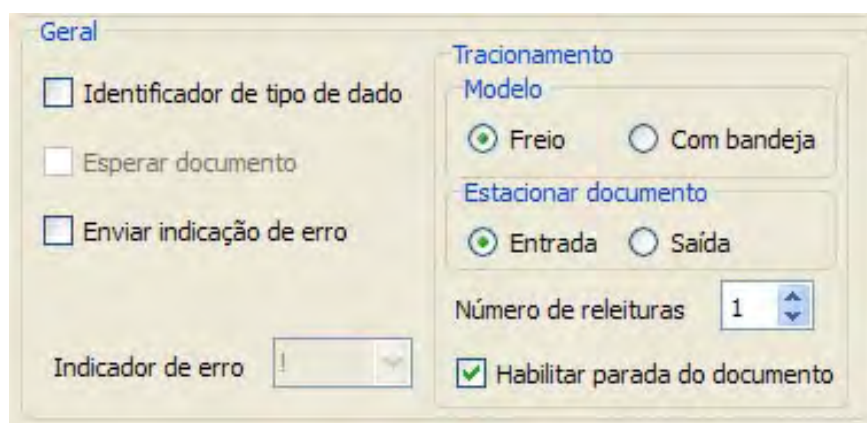 Geral
Identificador de tipo de dado
Esperar documento
Enviar indicação de erro
Indicador de erro !
Tracionamento
Modelo
Freio Com bandeja
Estacionar documento
Entrada Saída
Número de releituras 1
Habilitar parada do documento